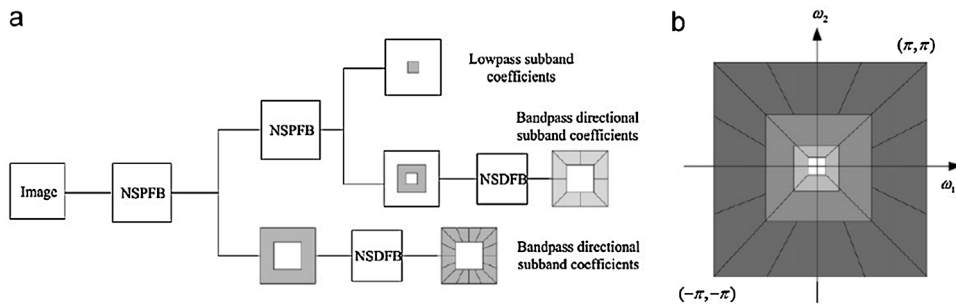 a
Image
NSPFB
NSPFB
Lowpass subband
coefficients
Bandpass directional
subband coefficients
NSDFB
NSDFB
Bandpass directional
subband coefficients
b
ω₂
(π,π)
ω₁
(−π,−π)